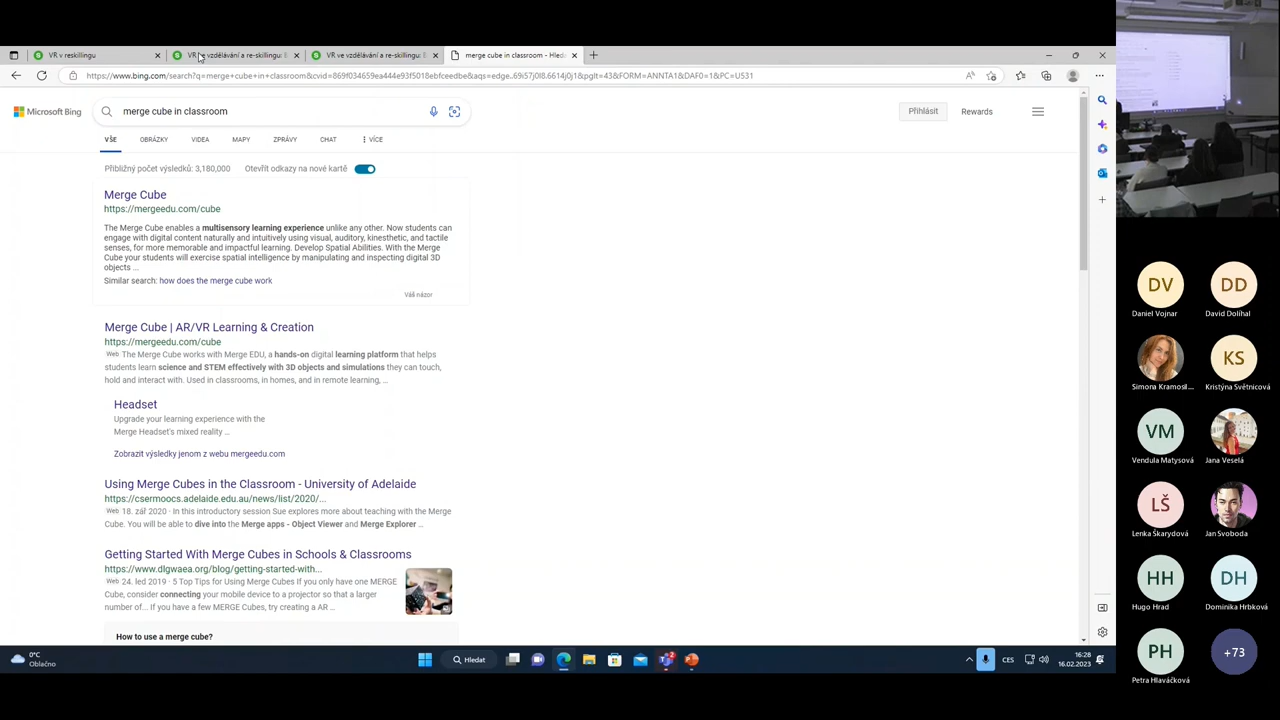 VR v reskillingu
VR ve vzdělávání a re-skillingu: I
VR ve vzdělávání a re-skillingu: I
merge cube in classroom - Hled
https://www.bing.com/search?q=merge+cube+in+classroom&cvid=869f034659ea444e93f5018ebfceedbe&aqs=edge..69i57j0l8.6614j0j1&pglt=43&FORM=ANNTA1&DAF0=1&PC=U531
Microsoft Bing
merge cube in classroom
Přihlásit
Rewards
VŠE
OBRÁZKY
VIDEA
MAPY
ZPRÁVY
CHAT
VÍCE
Přibližný počet výsledků: 3,180,000
Otevřít odkazy na nové kartě
Merge Cube
https://mergeedu.com/cube
The Merge Cube enables a multisensory learning experience unlike any other. Now students can
engage with digital content naturally and intuitively using visual, auditory, kinesthetic, and tactile
senses, for more memorable and impactful learning. Develop Spatial Abilities. With the Merge
Cube your students will exercise spatial intelligence by manipulating and inspecting digital 3D
objects ...
Similar search: how does the merge cube work
Váš názor
Merge Cube | AR/VR Learning & Creation
https://mergeedu.com/cube
Web The Merge Cube works with Merge EDU, a hands-on digital learning platform that helps
students learn science and STEM effectively with 3D objects and simulations they can touch,
hold and interact with. Used in classrooms, in homes, and in remote learning, ...
Headset
Upgrade your learning experience with the
Merge Headset's mixed reality ...
Zobrazit výsledky jenom z webu mergeedu.com
Using Merge Cubes in the Classroom - University of Adelaide
https://csermoocs.adelaide.edu.au/news/list/2020/...
Web 18. zář 2020 · In this introductory session Sue explores more about teaching with the Merge
Cube. You will be able to dive into the Merge apps - Object Viewer and Merge Explorer ...
Getting Started With Merge Cubes in Schools & Classrooms
https://www.dlgwaea.org/blog/getting-started-with...
Web 24. led 2019 · 5 Top Tips for Using Merge Cubes If you only have one MERGE
Cube, consider connecting your mobile device to a projector so that a larger
number of... If you have a few MERGE Cubes, try creating a AR ...
How to use a merge cube?
0°C
Oblačno
Hledat
CES
16:28
16.02.2023
DV
Daniel Vojnar
DD
David Dolíhal
Simona Kramosil...
KS
Kristýna Světnicová
VM
Vendula Matysová
Jana Veselá
LŠ
Lenka Škarydová
Jan Svoboda
HH
Hugo Hrad
DH
Dominika Hrbková
PH
Petra Hlaváčková
+73